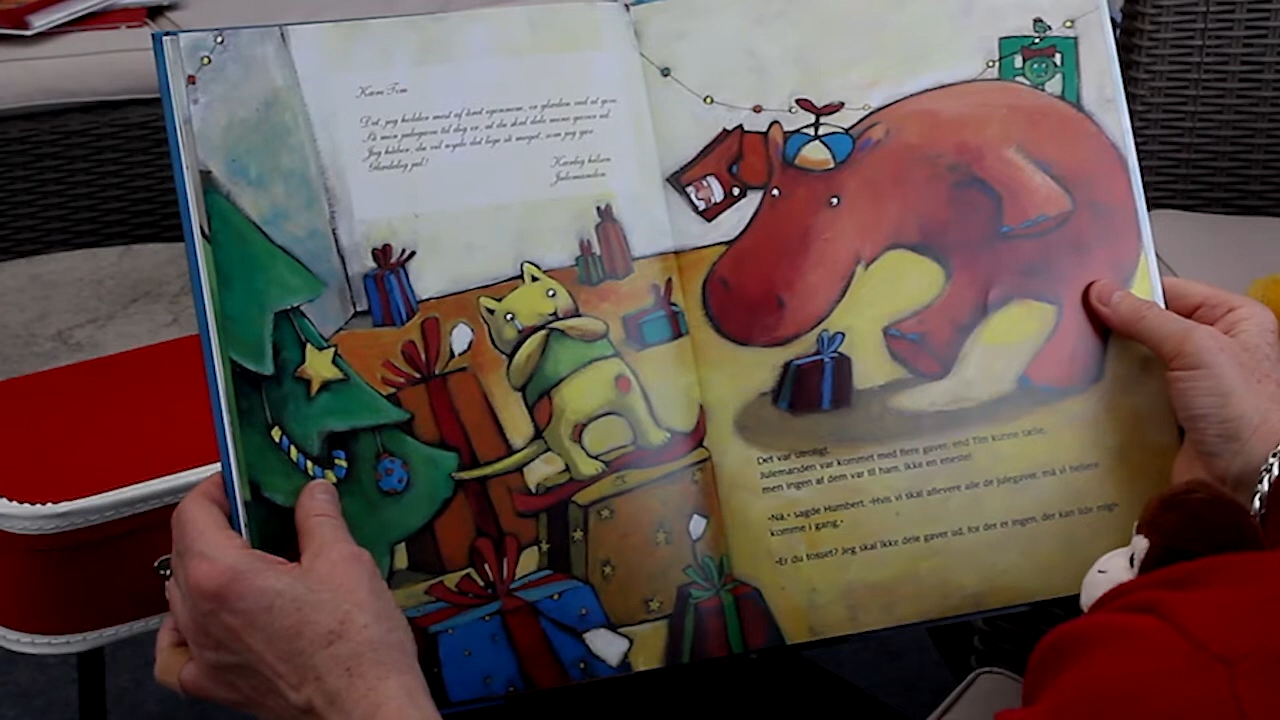 Kære Tim
Det, jeg holder mest af året igennem, er glæden ved at give.
Så min julegave til dig er, at du skal dele mine gaver ud.
Jeg håber, du vil nyde det lige så meget, som jeg gør.
Glædelig jul!
Kærlig hilsen
Julemanden
Det var utroligt.
Julemanden var kommet med flere gaver, end Tim kunne tælle,
men ingen af dem var til ham. Ikke en eneste!
»Nå,« sagde Humbert. »Hvis vi skal aflevere alle de julegaver, må vi hellere
komme i gang.«
»Er du tosset? Jeg skal ikke dele gaver ud, for der er ingen, der kan lide mig!«